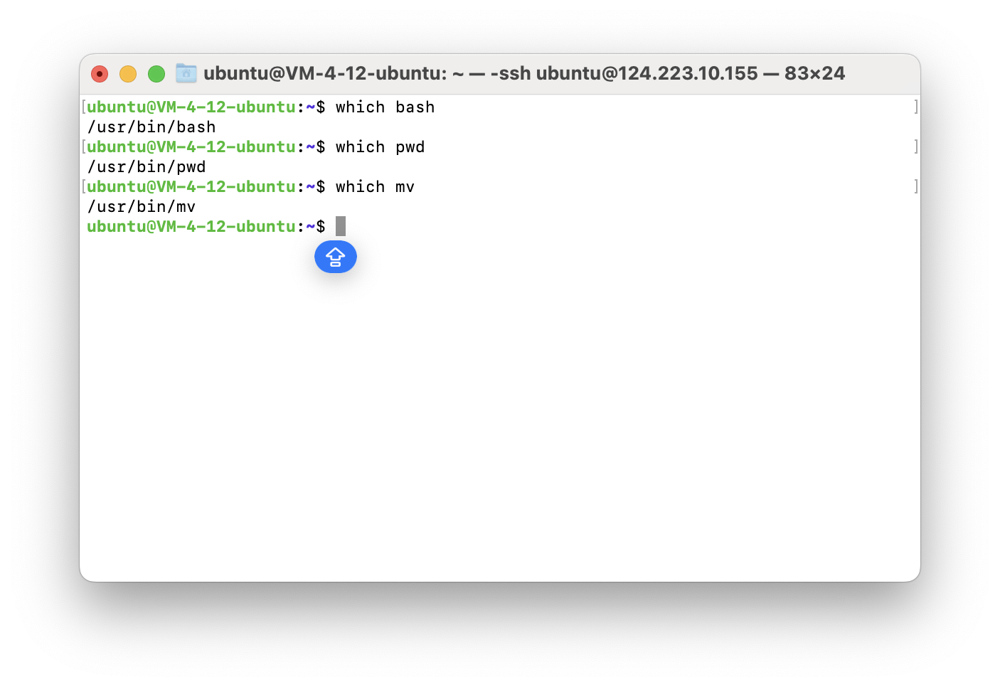 ubuntu@VM-4-12-ubuntu: ~ — -ssh ubuntu@124.223.10.155 — 83×24
[ubuntu@VM-4-12-ubuntu:~$ which bash ]
/usr/bin/bash
[ubuntu@VM-4-12-ubuntu:~$ which pwd ]
/usr/bin/pwd
[ubuntu@VM-4-12-ubuntu:~$ which mv ]
/usr/bin/mv
ubuntu@VM-4-12-ubuntu:~$